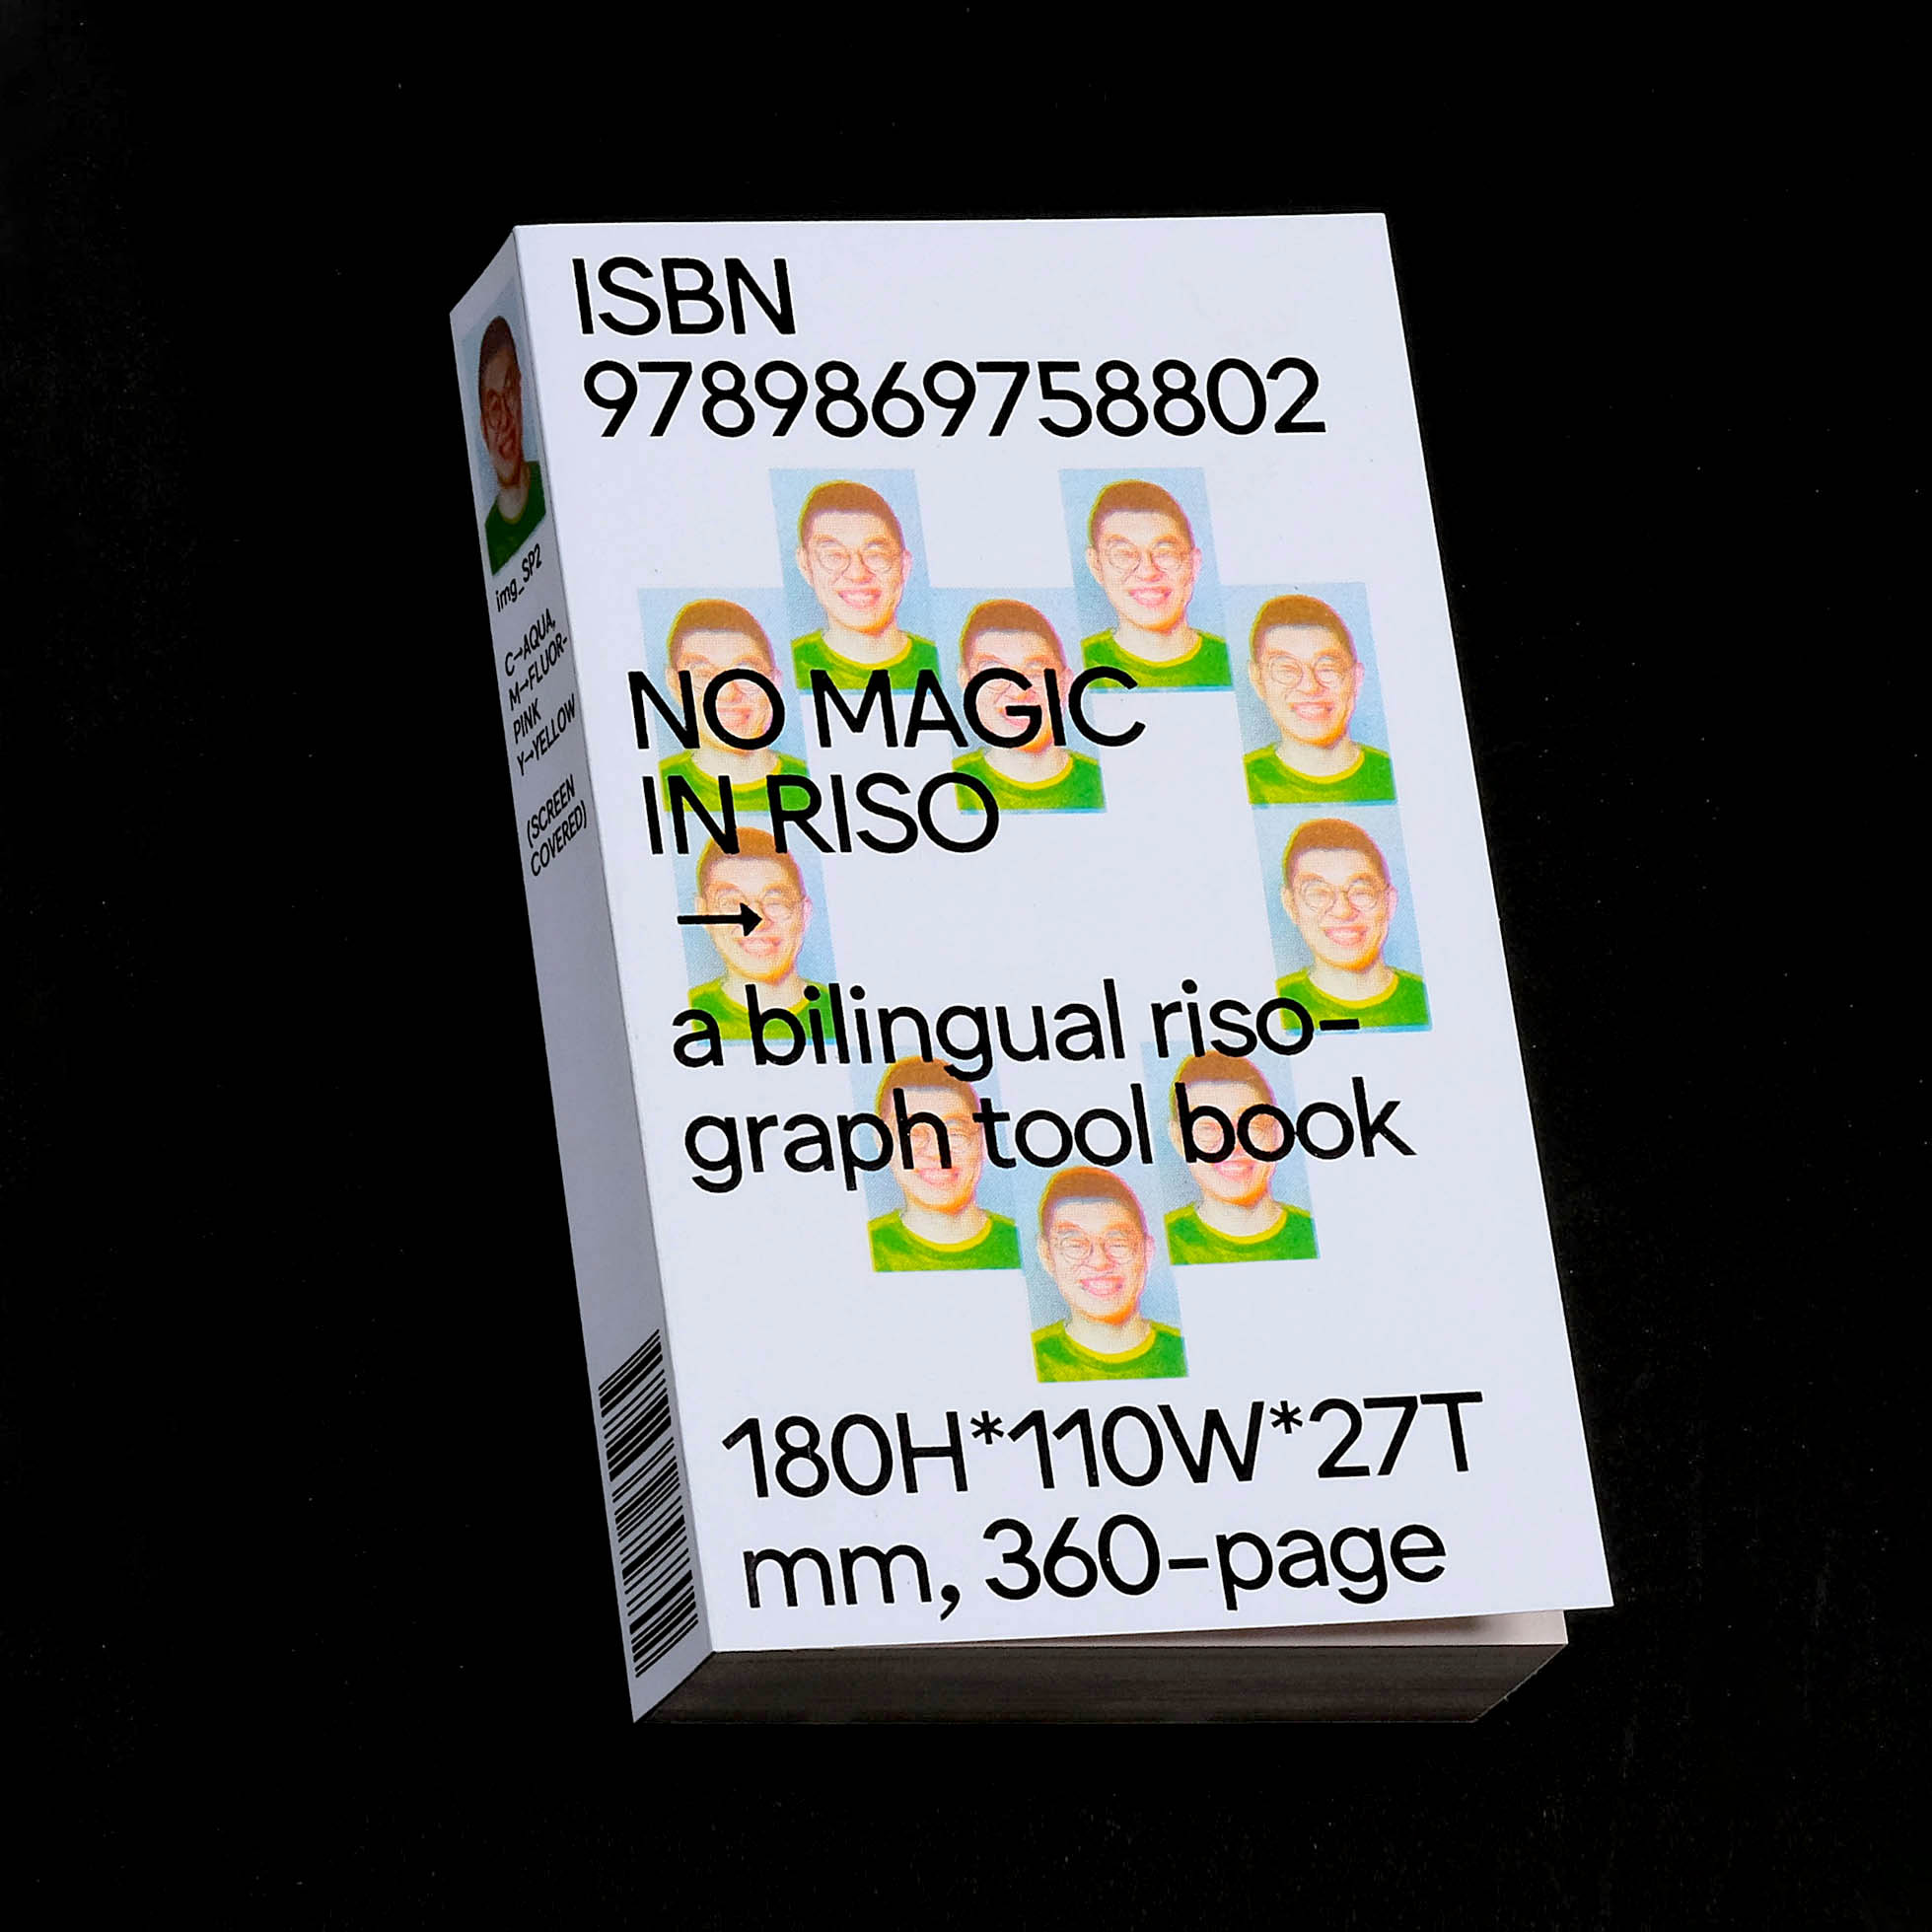 ISBN
9789869758802
NO MAGIC
IN RISO
→
a bilingual riso-
graph tool book
180H*110W*27T
mm, 360-page
img_SP2
C→AQUA,
M→FLUOR-
PINK
Y→YELLOW
(SCREEN
COVERED)